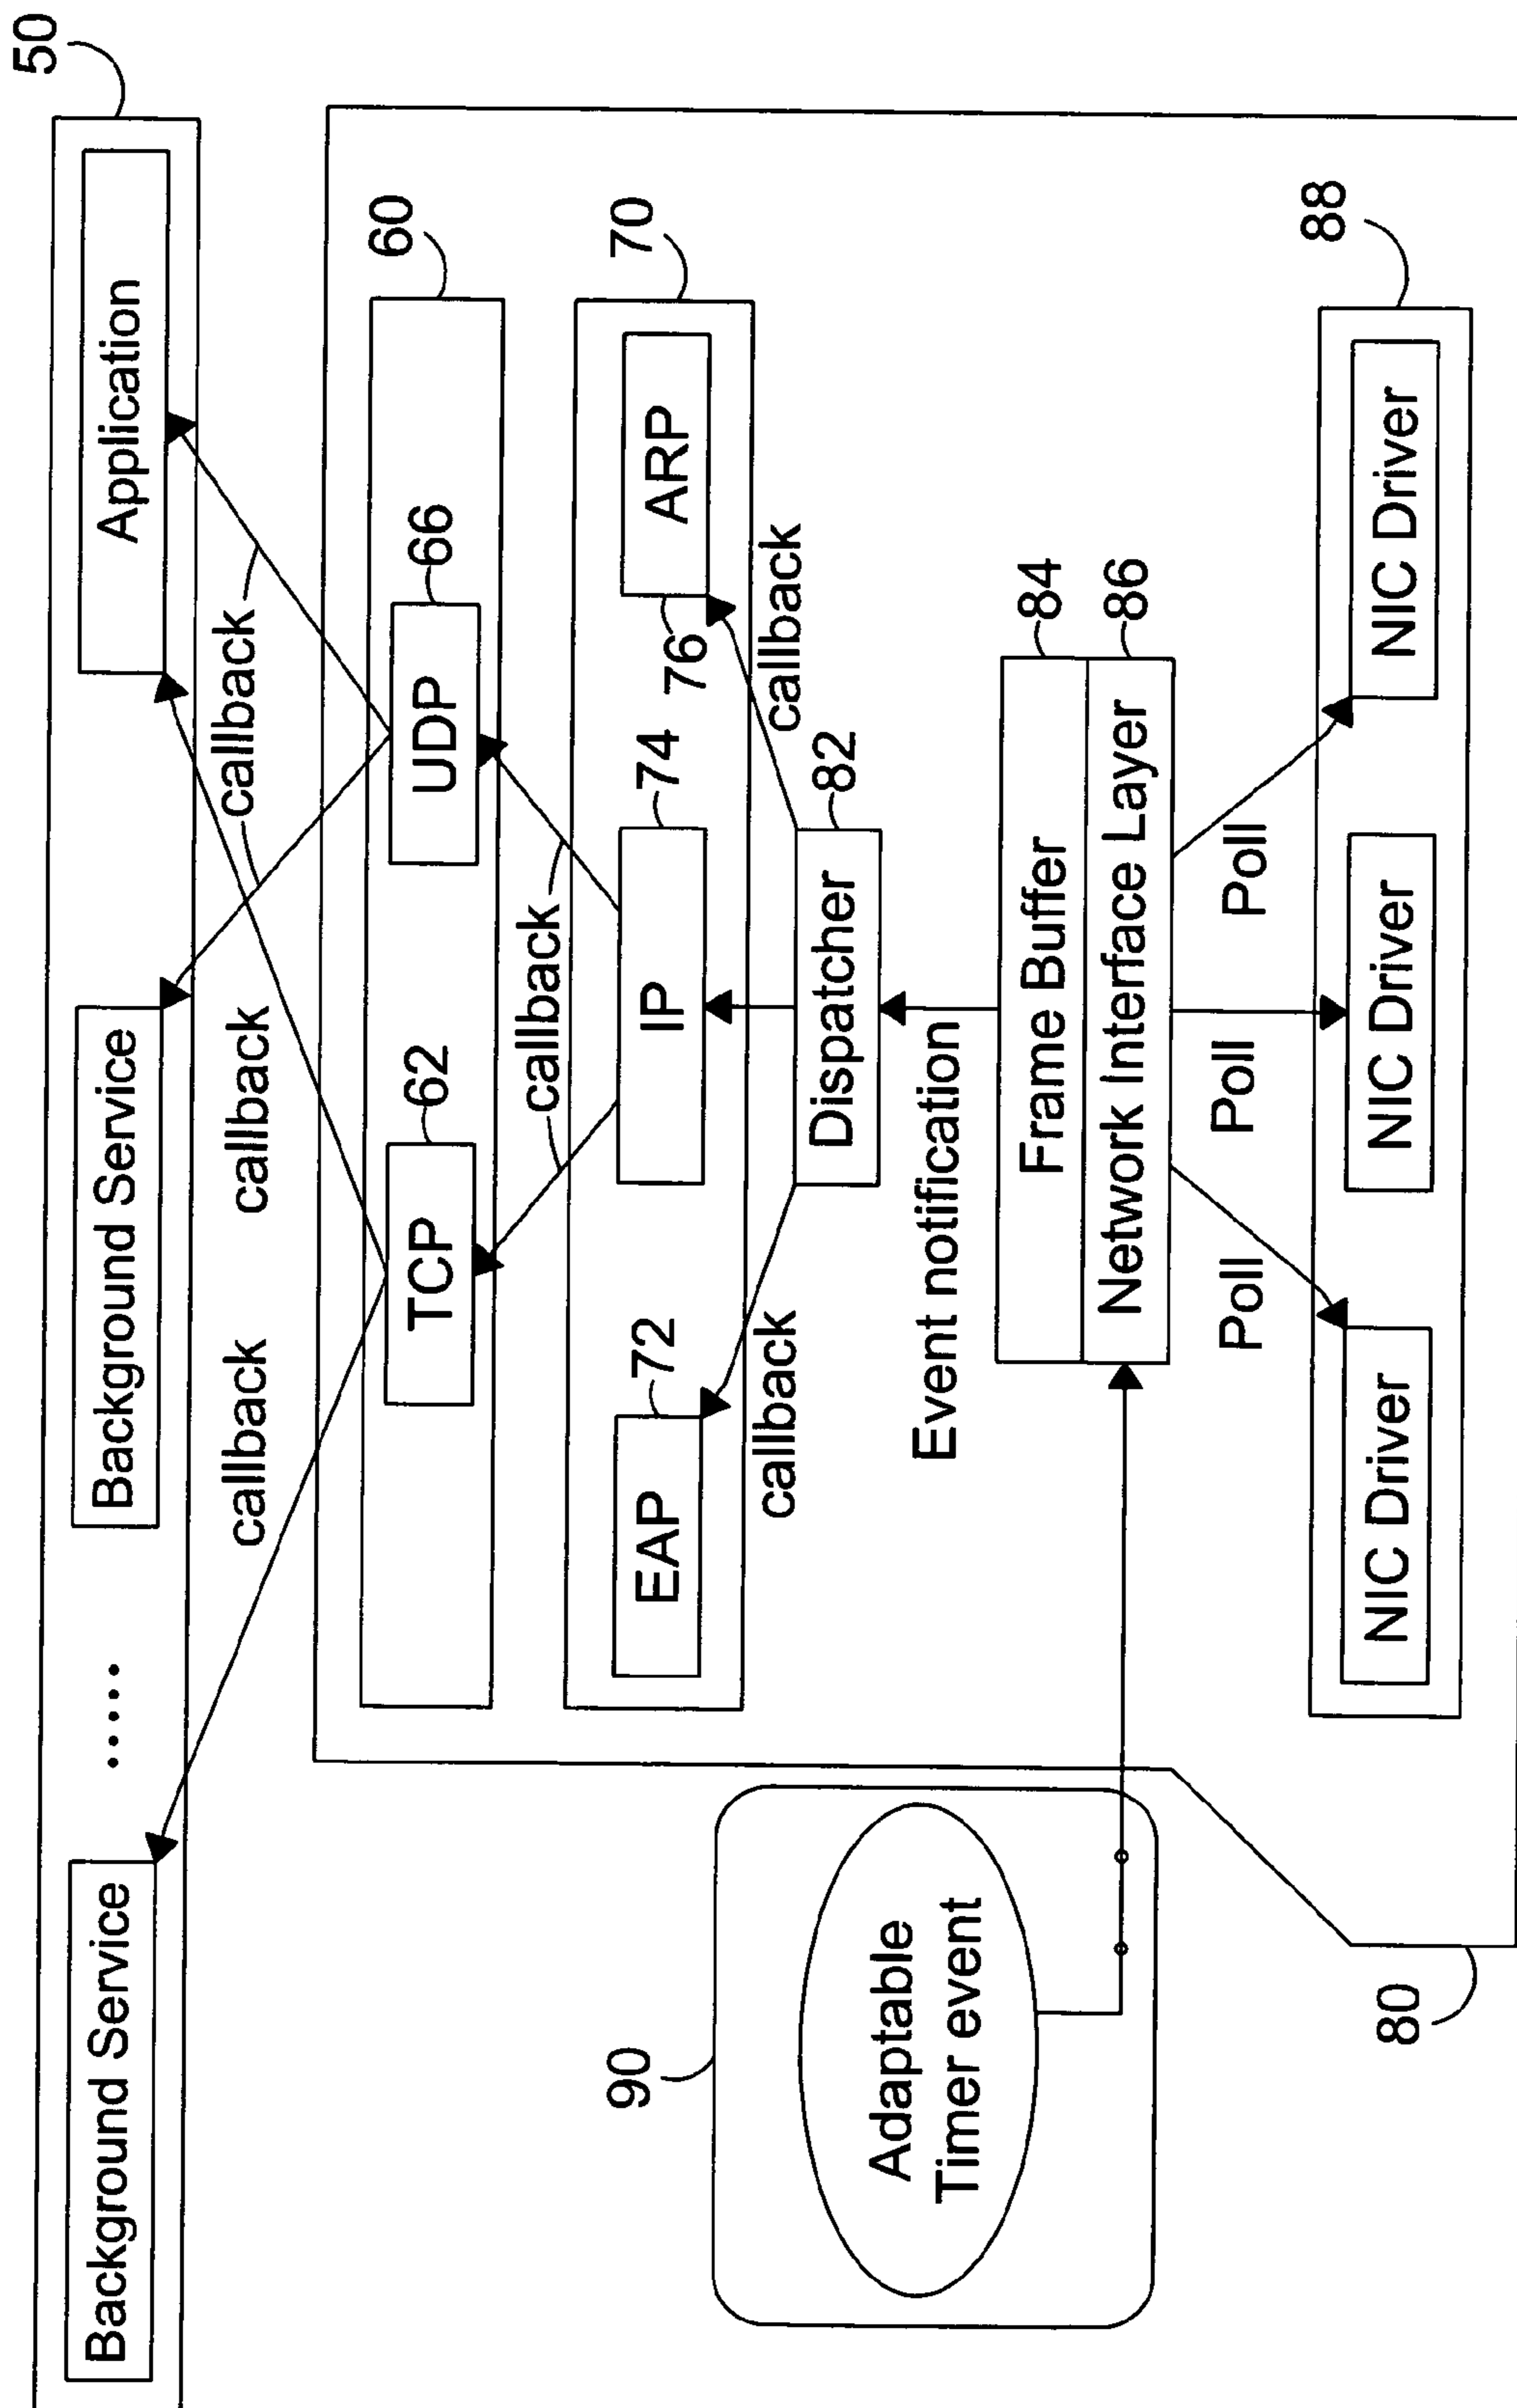 50
Background Service
.....
Background Service
Application
callback
callback
callback
60
TCP
62
UDP
66
callback
70
EAP
72
IP
74
ARP
76
callback
callback
Dispatcher
82
Event notification
90
Adaptable
Timer event
Frame Buffer
84
Network Interface Layer
86
Poll
Poll
Poll
88
NIC Driver
NIC Driver
NIC Driver
80